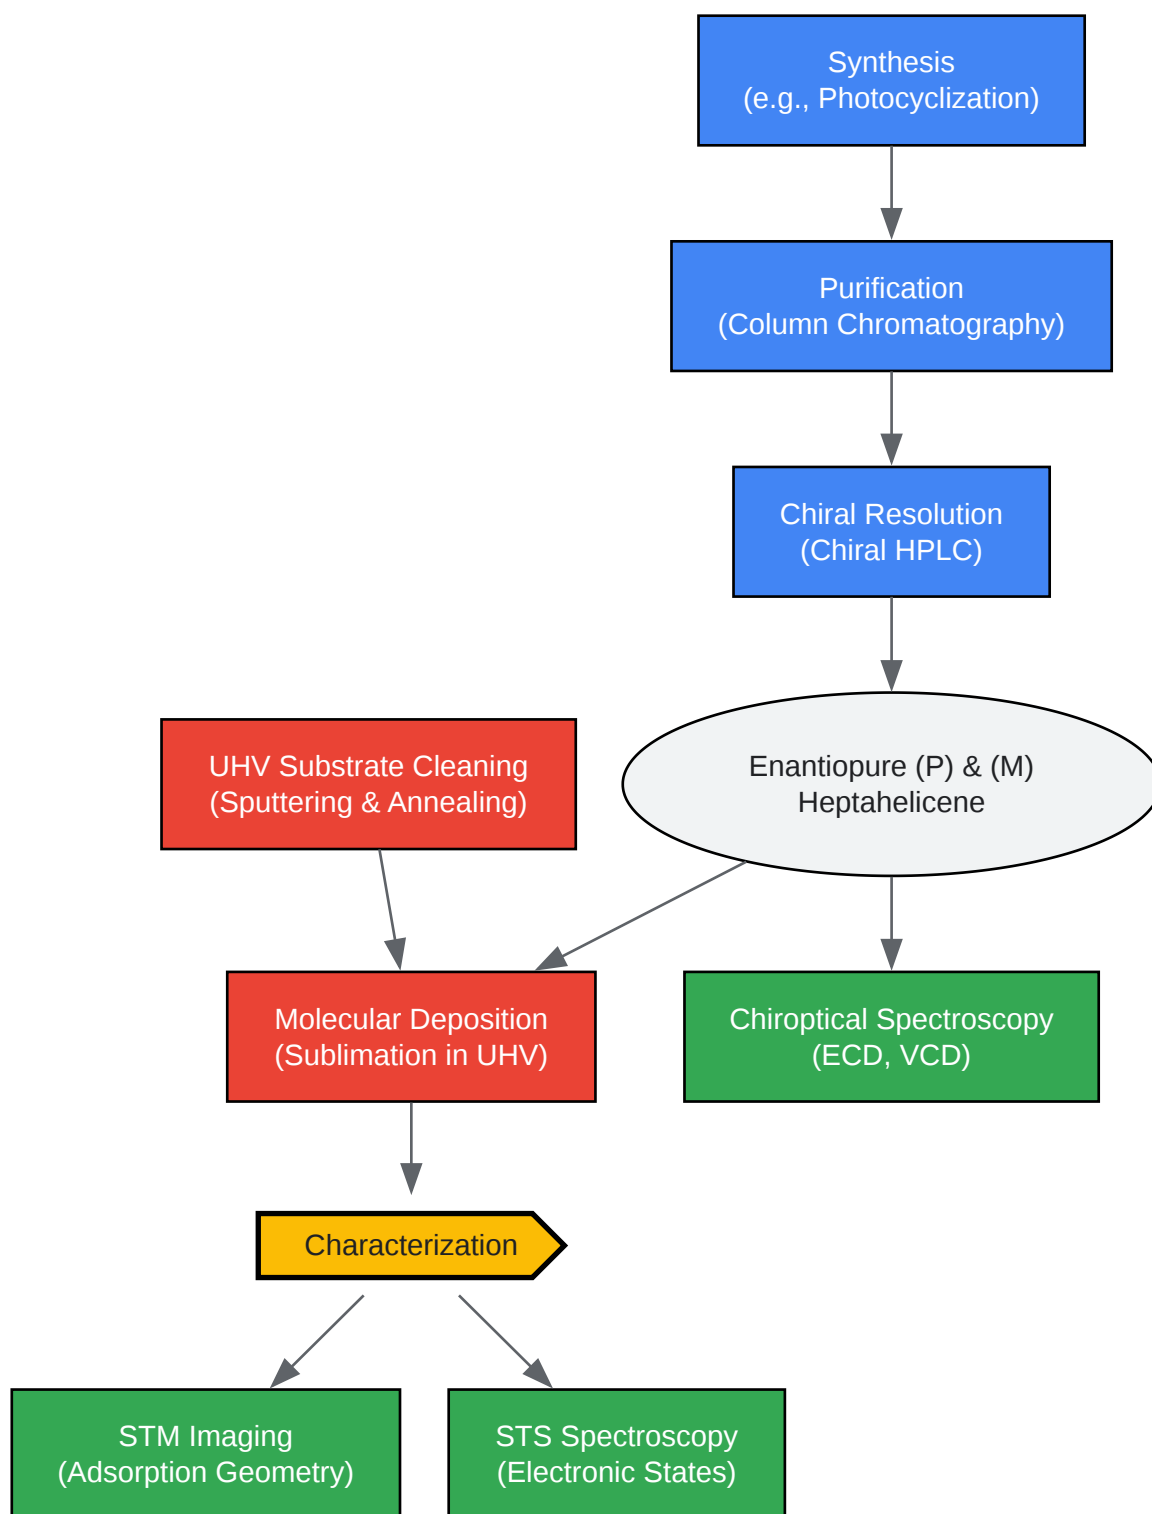 Synthesis
(e.g., Photocyclization)
Purification
(Column Chromatography)
Chiral Resolution
(Chiral HPLC)
UHV Substrate Cleaning
(Sputtering & Annealing)
Enantiopure (P) & (M)
Heptahelicene
Molecular Deposition
(Sublimation in UHV)
Chiroptical Spectroscopy
(ECD, VCD)
Characterization
STM Imaging
(Adsorption Geometry)
STS Spectroscopy
(Electronic States)